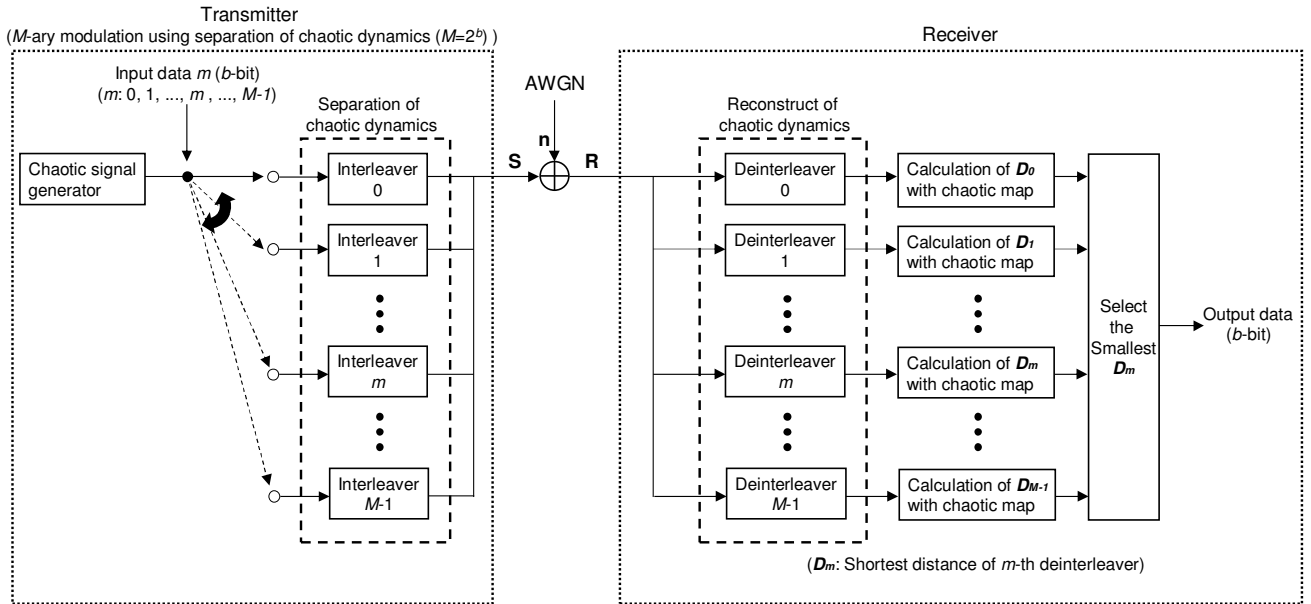 Transmitter
(M-ary modulation using separation of chaotic dynamics (M=2^b) )
Input data m (b-bit)
(m: 0, 1, ..., m , ..., M-1)
Separation of
chaotic dynamics
Chaotic signal
generator
Interleaver
0
Interleaver
1
Interleaver
m
Interleaver
M-1
AWGN
n
S
R
Receiver
Reconstruct of
chaotic dynamics
Deinterleaver
0
Deinterleaver
1
Deinterleaver
m
Deinterleaver
M-1
Calculation of D0
with chaotic map
Calculation of D1
with chaotic map
Calculation of Dm
with chaotic map
Calculation of DM-1
with chaotic map
Select
the
Smallest
Dm
Output data
(b-bit)
(Dm: Shortest distance of m-th deinterleaver)